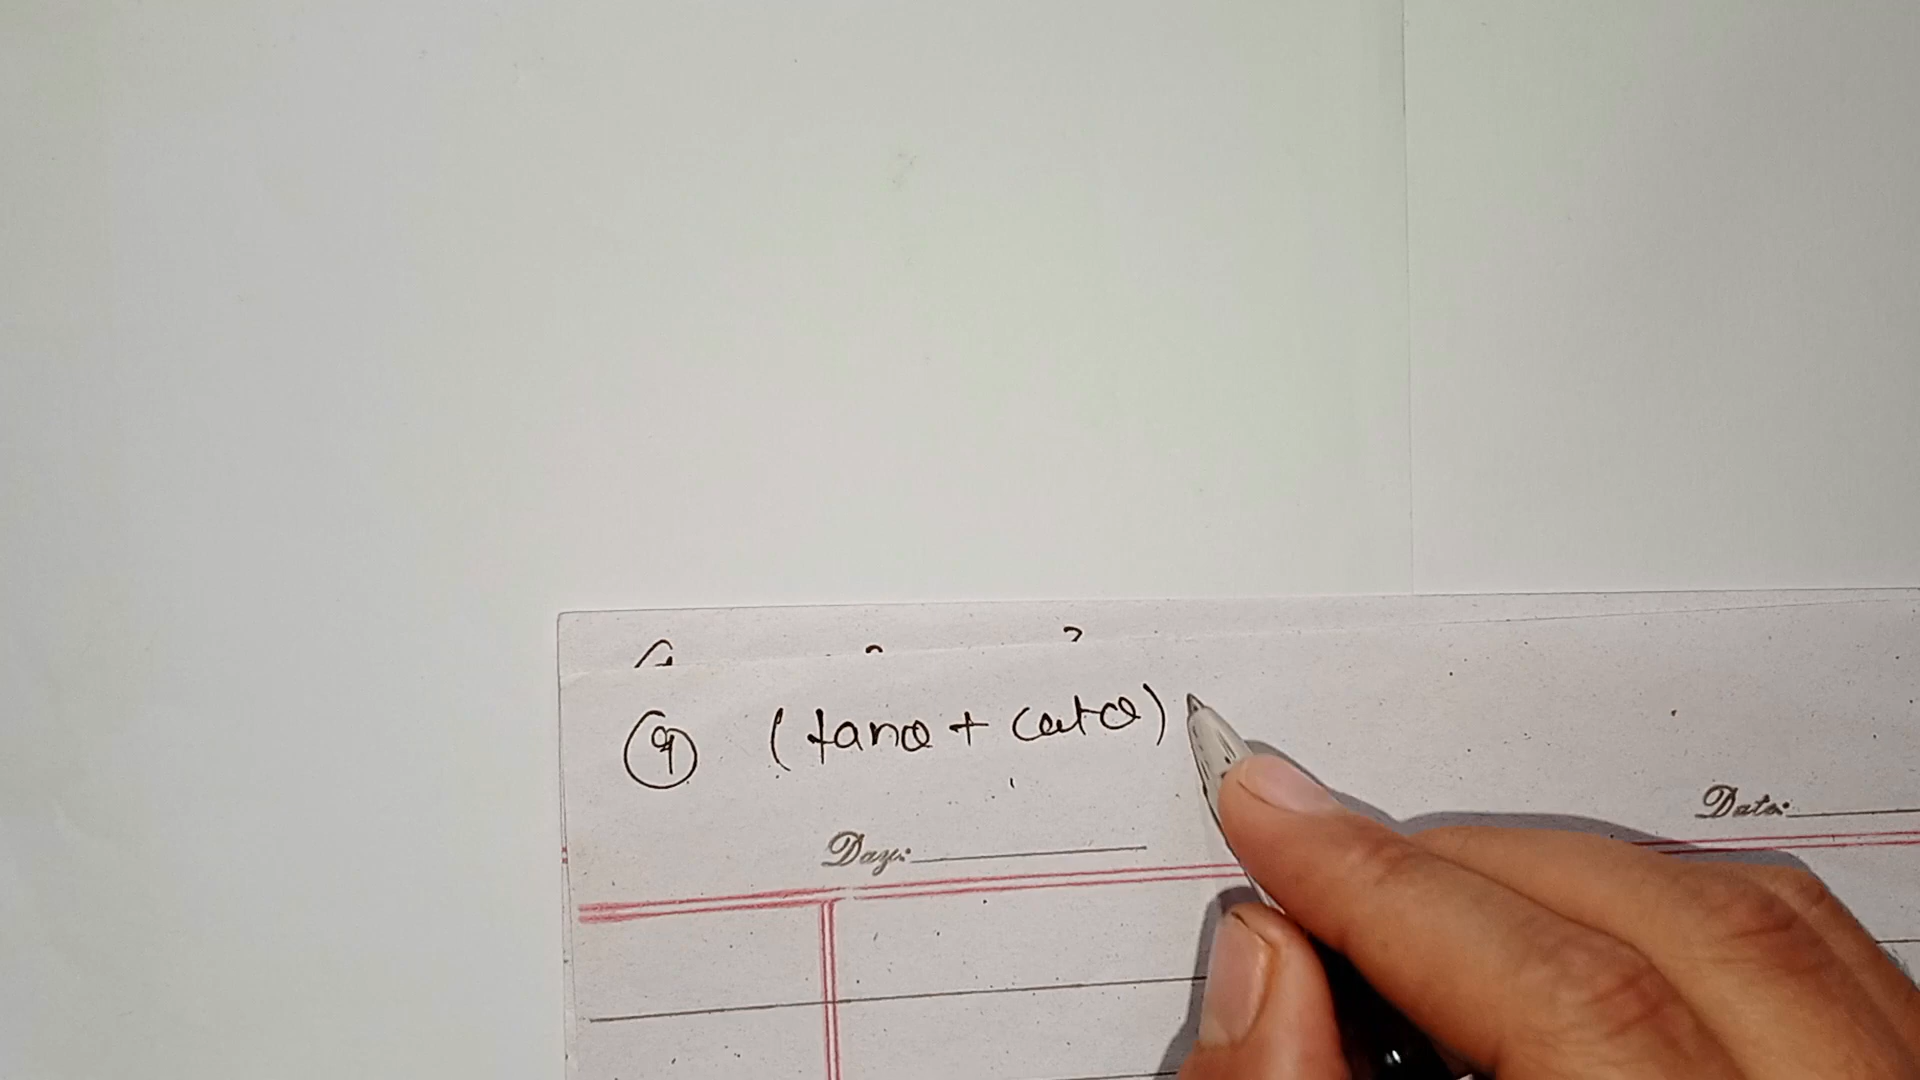 ⑨ (tanθ + cotθ)
Date:
Day: